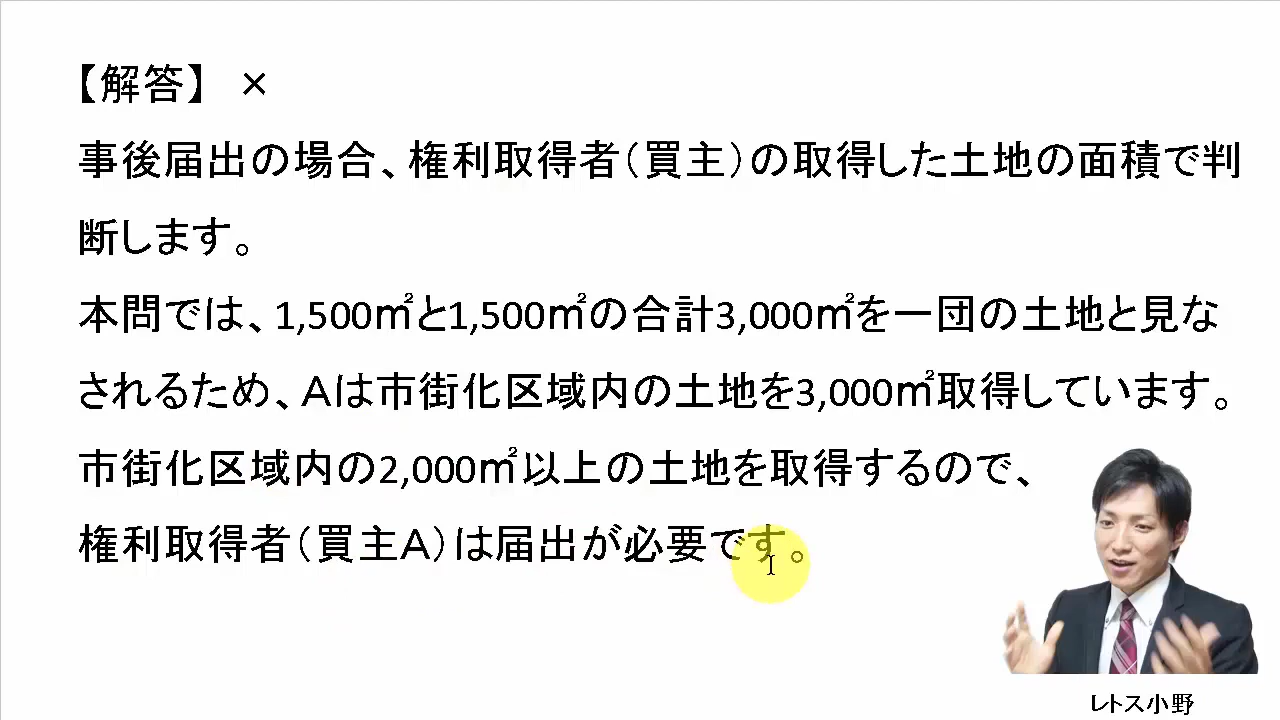 【解答】 ×
事後届出の場合、権利取得者(買主)の取得した土地の面積で判
断します。
本問では、1,500㎡と1,500㎡の合計3,000㎡を一団の土地と見な
されるため、Aは市街化区域内の土地を3,000㎡取得しています。
市街化区域内の2,000㎡以上の土地を取得するので、
権利取得者(買主A)は届出が必要です。
レトス小野